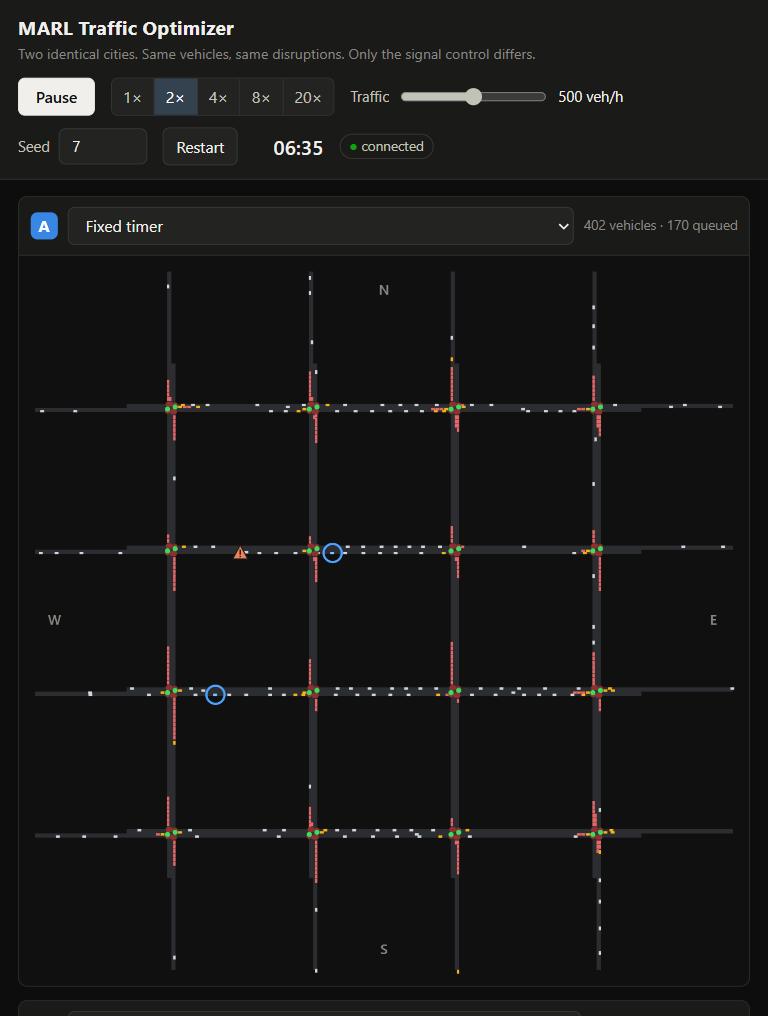 MARL Traffic Optimizer
Two identical cities. Same vehicles, same disruptions. Only the signal control differs.
Pause 1× 2× 4× 8× 20× Traffic 500 veh/h
Seed 7 Restart 06:35 connected
A Fixed timer 402 vehicles · 170 queued
N
W E
S